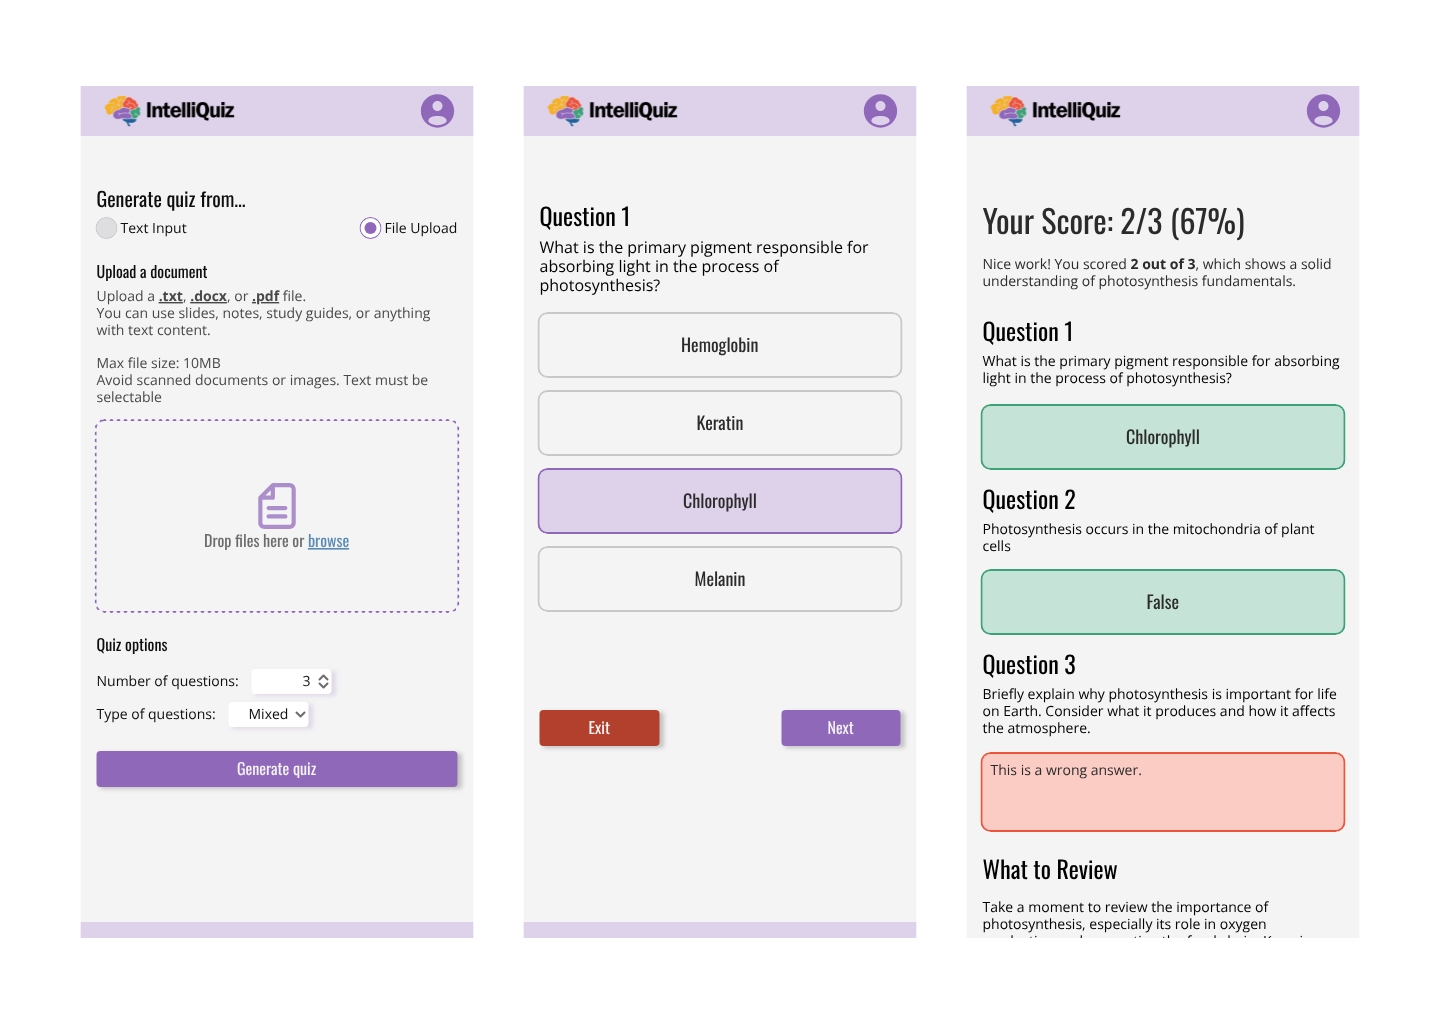 IntelliQuiz
Generate quiz from...
Text Input
File Upload
Upload a document
Upload a .txt, .docx, or .pdf file.
You can use slides, notes, study guides, or anything
with text content.
Max file size: 10MB
Avoid scanned documents or images. Text must be
selectable
Drop files here or browse
Quiz options
Number of questions: 3
Type of questions: Mixed
Generate quiz
IntelliQuiz
Question 1
What is the primary pigment responsible for
absorbing light in the process of
photosynthesis?
Hemoglobin
Keratin
Chlorophyll
Melanin
Exit
Next
IntelliQuiz
Your Score: 2/3 (67%)
Nice work! You scored 2 out of 3, which shows a solid
understanding of photosynthesis fundamentals.
Question 1
What is the primary pigment responsible for absorbing
light in the process of photosynthesis?
Chlorophyll
Question 2
Photosynthesis occurs in the mitochondria of plant
cells
False
Question 3
Briefly explain why photosynthesis is important for life
on Earth. Consider what it produces and how it affects
the atmosphere.
This is a wrong answer.
What to Review
Take a moment to review the importance of
photosynthesis, especially its role in oxygen